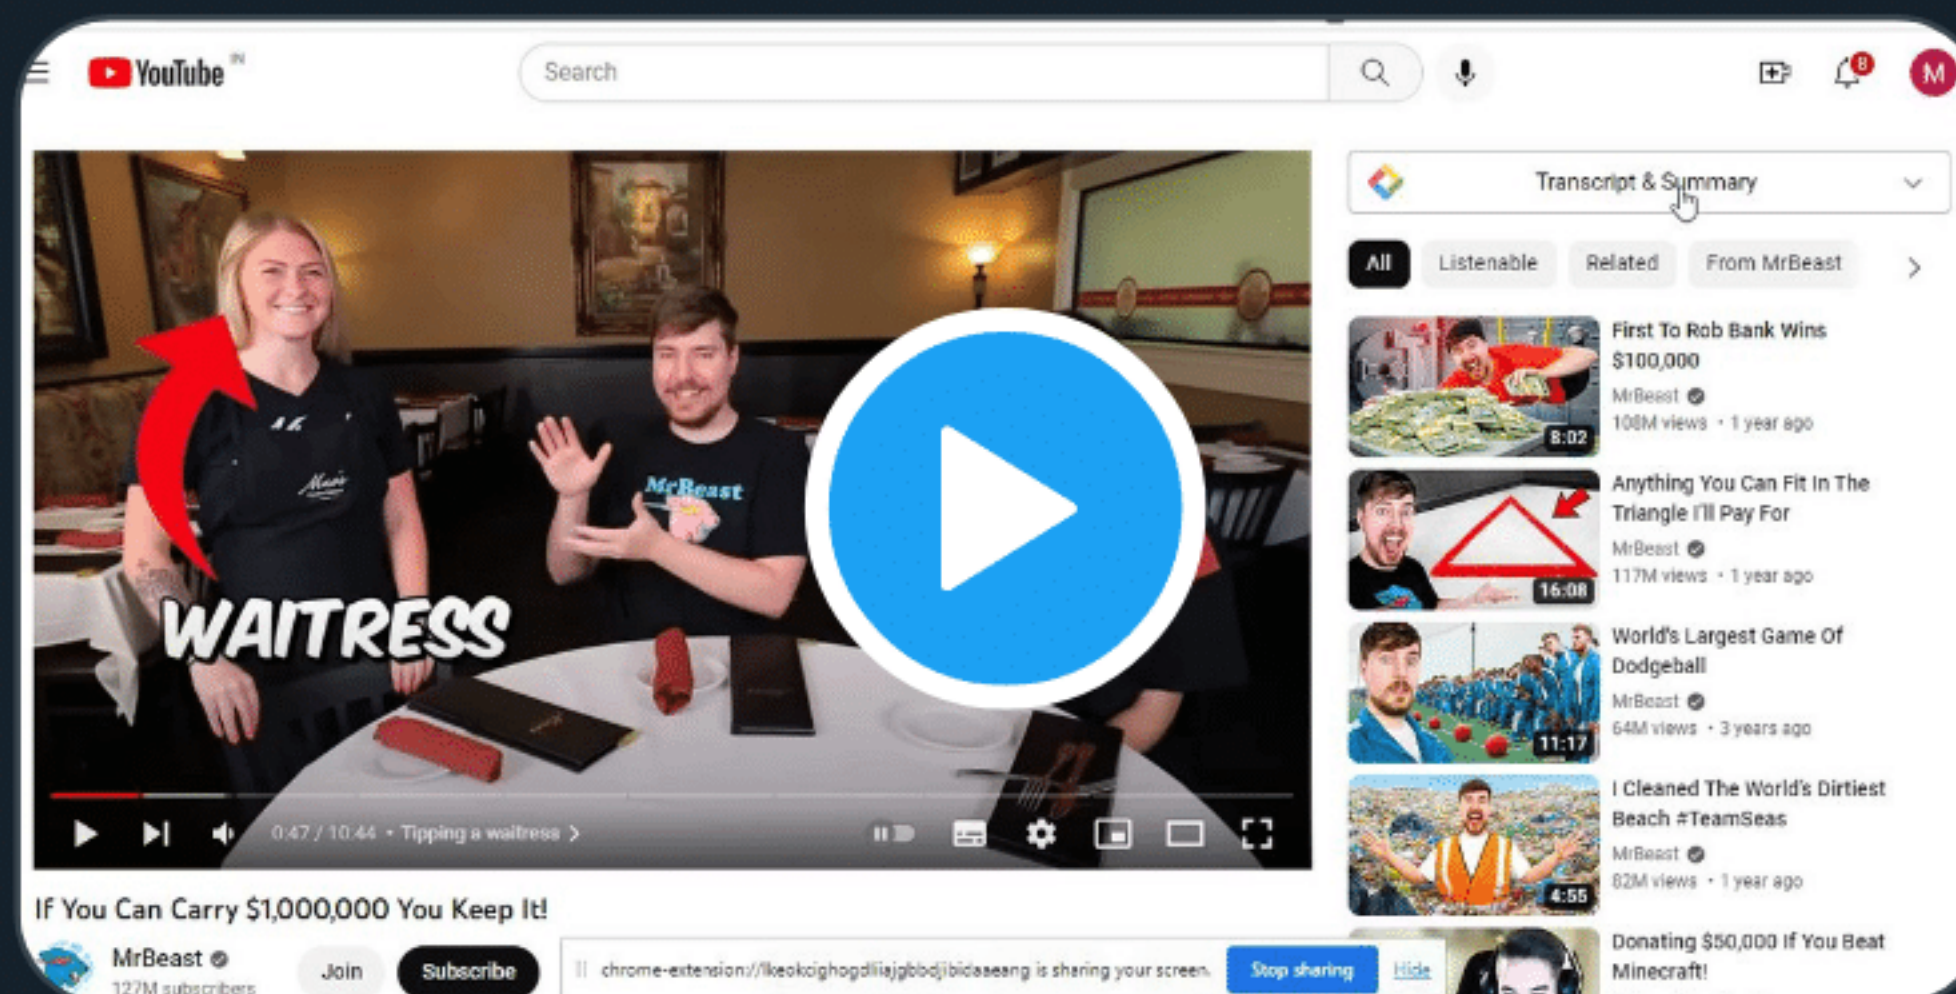 YouTube IN
Search
8
M
Transcript & Summary
All
Listenable
Related
From MrBeast
MrBeast
WAITRESS
0:47 / 10:44 • Tipping a waitress
If You Can Carry $1,000,000 You Keep It!
MrBeast
127M subscribers
Join
Subscribe
First To Rob Bank Wins
$100,000
MrBeast
108M views • 1 year ago
8:02
Anything You Can Fit In The
Triangle I'll Pay For
MrBeast
117M views • 1 year ago
16:08
World's Largest Game Of
Dodgeball
MrBeast
64M views • 3 years ago
11:17
I Cleaned The World's Dirtiest
Beach #TeamSeas
MrBeast
82M views • 1 year ago
4:55
Donating $50,000 If You Beat
Minecraft!
is sharing your screen.
Stop sharing
Hide